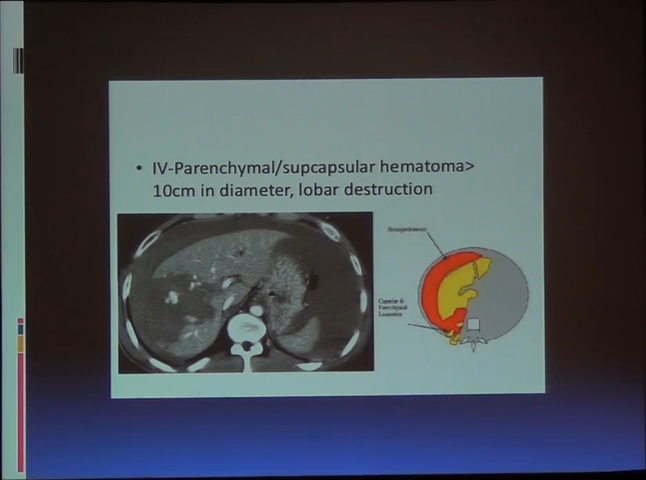 • IV-Parenchymal/supcapsular hematoma>
10cm in diameter, lobar destruction
Hemoperitoneum
Capsular &
Parenchymal
Laceration